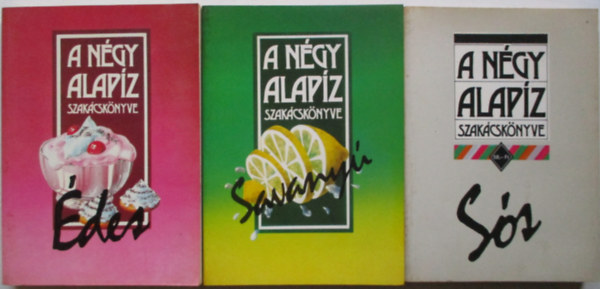 A NÉGY
ALAPÍZ
SZAKÁCSKÖNYVE
Édes
A NÉGY
ALAPÍZ
SZAKÁCSKÖNYVE
Savanyú
A NÉGY
ALAPÍZ
SZAKÁCSKÖNYVE
Sós